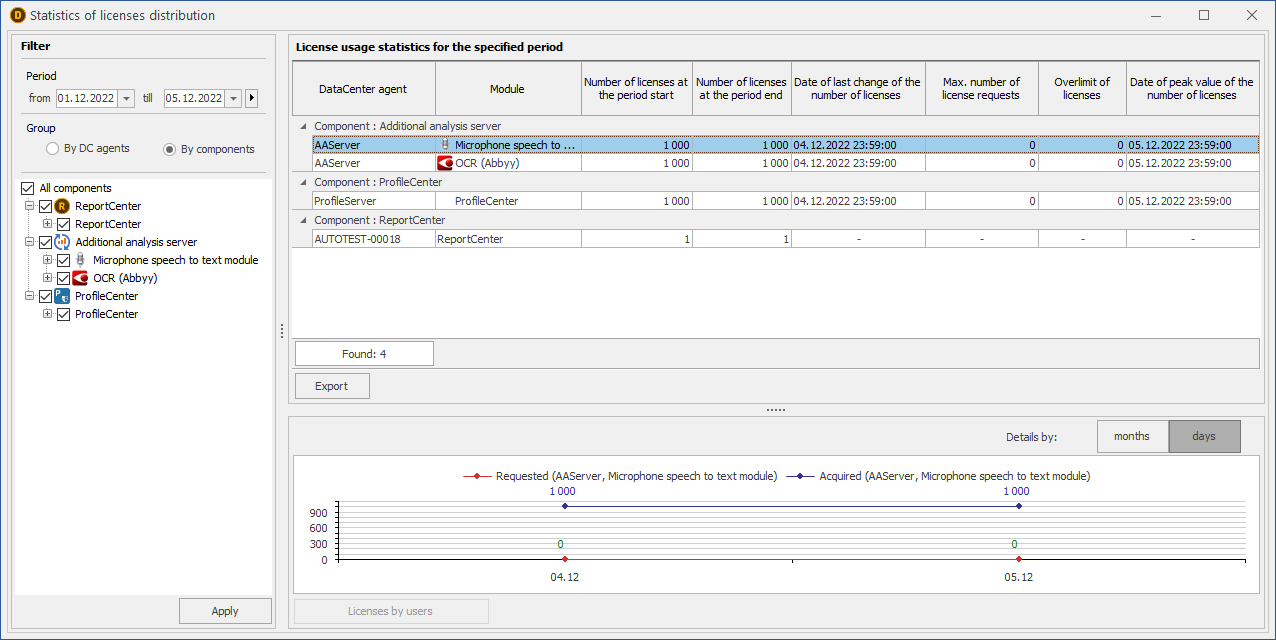 D Statistics of licenses distribution
Filter
Period
from 01.12.2022 till 05.12.2022
Group
By DC agents By components
All components
R ReportCenter
ReportCenter
Additional analysis server
Microphone speech to text module
OCR (Abbyy)
ProfileCenter
ProfileCenter
Apply
License usage statistics for the specified period
DataCenter agent Module Number of licenses at the period start Number of licenses at the period end Date of last change of the number of licenses Max. number of license requests Overlimit of licenses Date of peak value of the number of licenses
Component : Additional analysis server
AAServer Microphone speech to ... 1 000 1 000 04.12.2022 23:59:00 0 0 05.12.2022 23:59:00
AAServer OCR (Abbyy) 1 000 1 000 04.12.2022 23:59:00 0 0 05.12.2022 23:59:00
Component : ProfileCenter
ProfileServer ProfileCenter 1 000 1 000 04.12.2022 23:59:00 0 0 05.12.2022 23:59:00
Component : ReportCenter
AUTOTEST-00018 ReportCenter 1 1 - - - -
Found: 4
Export
Details by: months days
Requested (AAServer, Microphone speech to text module) Acquired (AAServer, Microphone speech to text module)
1 000 1 000
900
600
300 0 0
0
04.12 05.12
Licenses by users